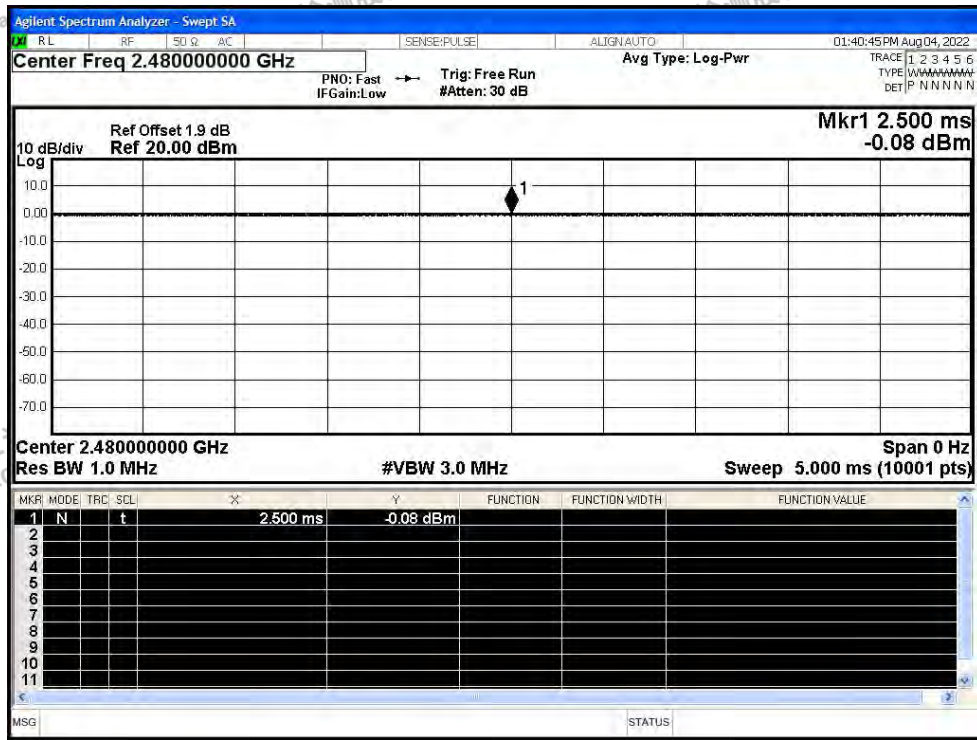 Agilent Spectrum Analyzer - Swept SA
LXI RL RF 50 Ω AC SENSE:PULSE ALIGNAUTO 01:40:45 PM Aug 04, 2022
Center Freq 2.480000000 GHz
Avg Type: Log-Pwr
TRACE 1 2 3 4 5 6
PNO: Fast Trig: Free Run
TYPE WWWWWW
IFGain:Low #Atten: 30 dB
DET P N N N N N
Mkr1 2.500 ms
Ref Offset 1.9 dB
-0.08 dBm
10 dB/div Ref 20.00 dBm
Log
10.0
1
0.00
-10.0
-20.0
-30.0
-40.0
-50.0
-60.0
-70.0
Center 2.480000000 GHz Span 0 Hz
Res BW 1.0 MHz #VBW 3.0 MHz Sweep 5.000 ms (10001 pts)
MKR MODE TRC SCL X Y FUNCTION FUNCTION WIDTH FUNCTION VALUE
1 N t 2.500 ms -0.08 dBm
2
3
4
5
6
7
8
9
10
11
MSG STATUS